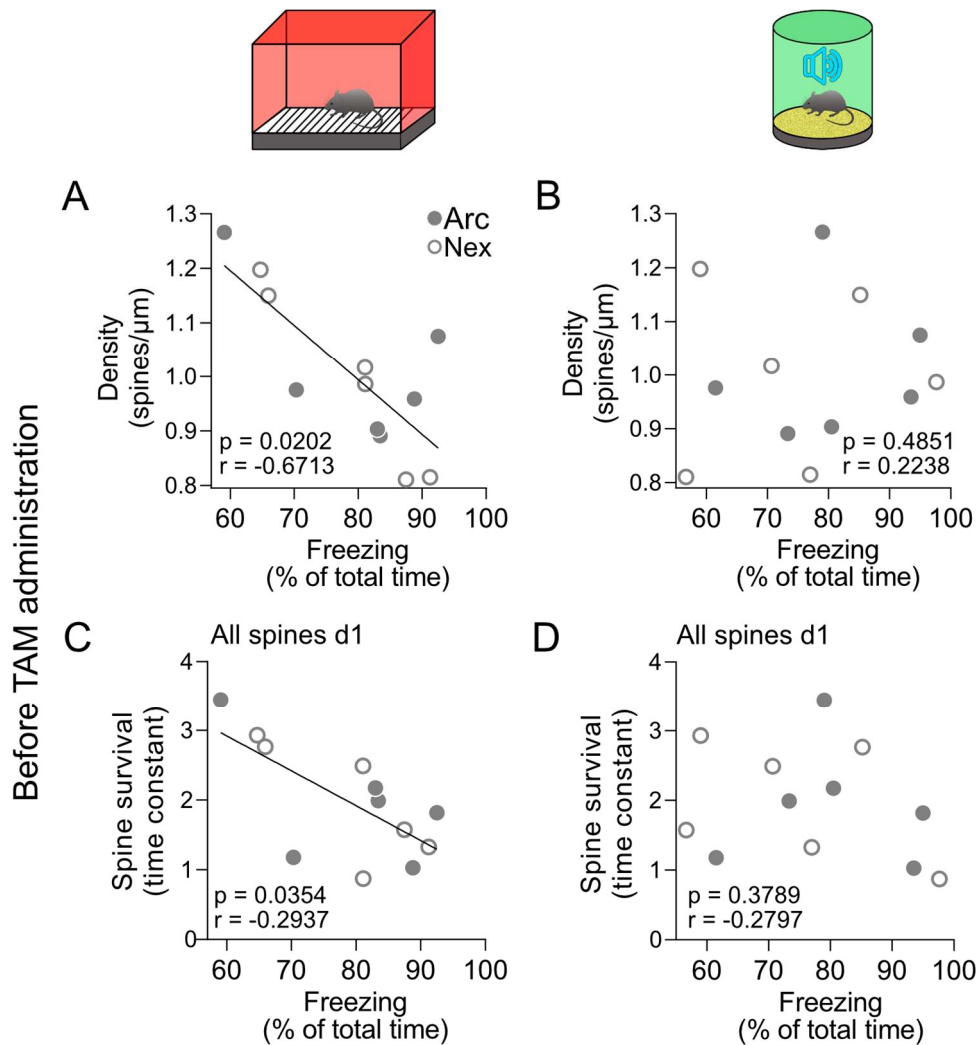 A
B
1.3
1.2
1.1
1.0
0.9
0.8
Density
(spines/µm)
Arc
Nex
p = 0.0202
r = -0.6713
60 70 80 90 100
Freezing
(% of total time)
1.3
1.2
1.1
1.0
0.9
0.8
Density
(spines/µm)
p = 0.4851
r = 0.2238
60 70 80 90 100
Freezing
(% of total time)
Before TAM administration
C
All spines d1
4
3
2
1
0
Spine survival
(time constant)
p = 0.0354
r = -0.2937
60 70 80 90 100
Freezing
(% of total time)
D
All spines d1
4
3
2
1
0
Spine survival
(time constant)
p = 0.3789
r = -0.2797
60 70 80 90 100
Freezing
(% of total time)